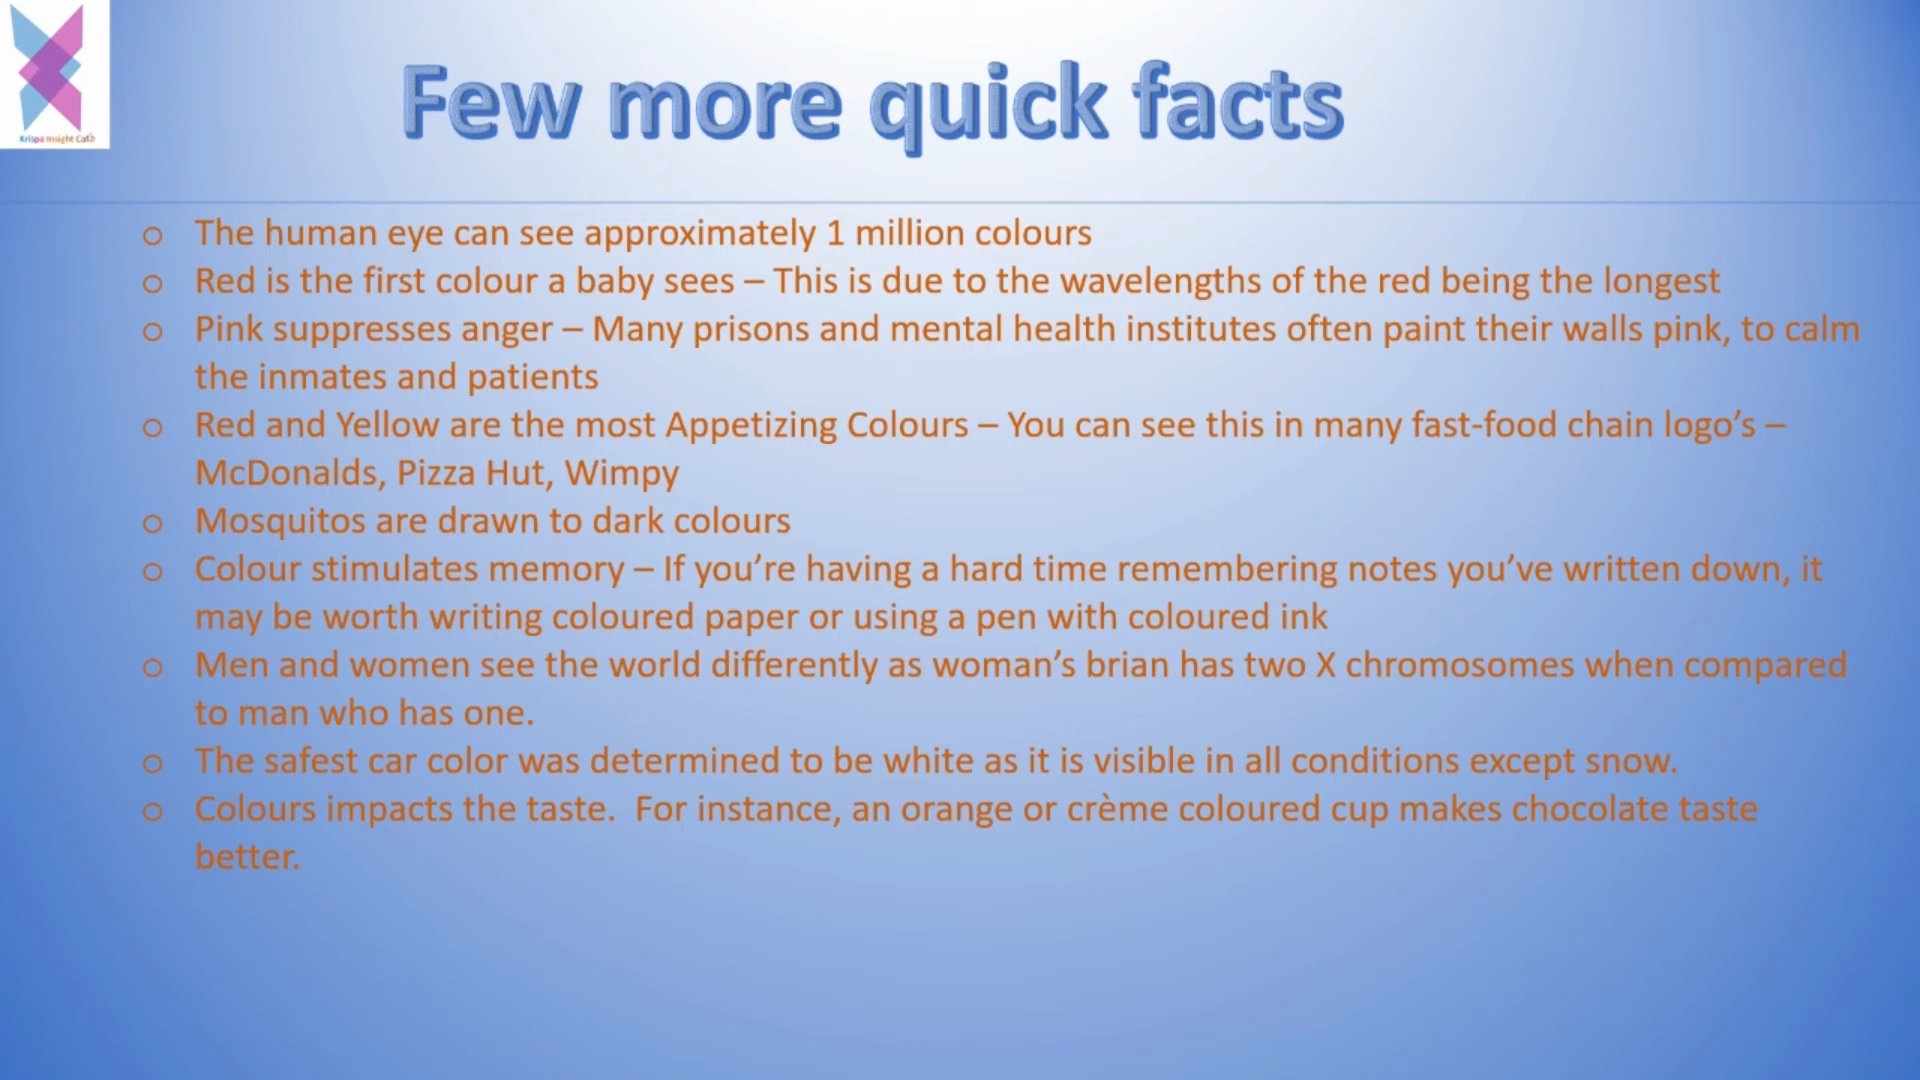 Krispa Insight Café
Few more quick facts
o The human eye can see approximately 1 million colours
o Red is the first colour a baby sees – This is due to the wavelengths of the red being the longest
o Pink suppresses anger – Many prisons and mental health institutes often paint their walls pink, to calm
the inmates and patients
o Red and Yellow are the most Appetizing Colours – You can see this in many fast-food chain logo’s –
McDonalds, Pizza Hut, Wimpy
o Mosquitos are drawn to dark colours
o Colour stimulates memory – If you’re having a hard time remembering notes you’ve written down, it
may be worth writing coloured paper or using a pen with coloured ink
o Men and women see the world differently as woman’s brian has two X chromosomes when compared
to man who has one.
o The safest car color was determined to be white as it is visible in all conditions except snow.
o Colours impacts the taste.  For instance, an orange or crème coloured cup makes chocolate taste
better.